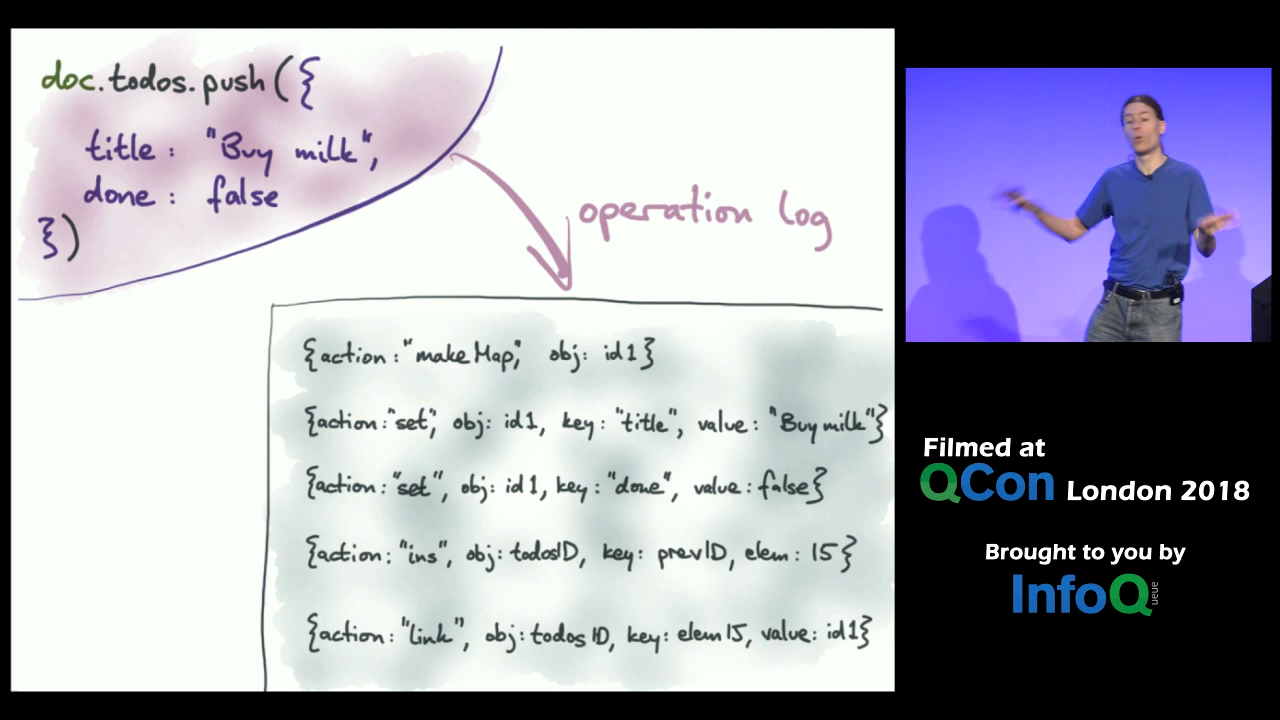 doc.todos.push({
title: "Buy milk",
done: false
})
operation log
{action: "makeMap", obj: id1}
{action: "set", obj: id1, key: "title", value: "Buy milk"}
{action: "set", obj: id1, key: "done", value: false}
{action: "ins", obj: todosID, key: prevID, elem: 15}
{action: "link", obj: todosID, key: elem15, value: id1}
Filmed at
QCon London 2018
Brought to you by
InfoQ
ueue